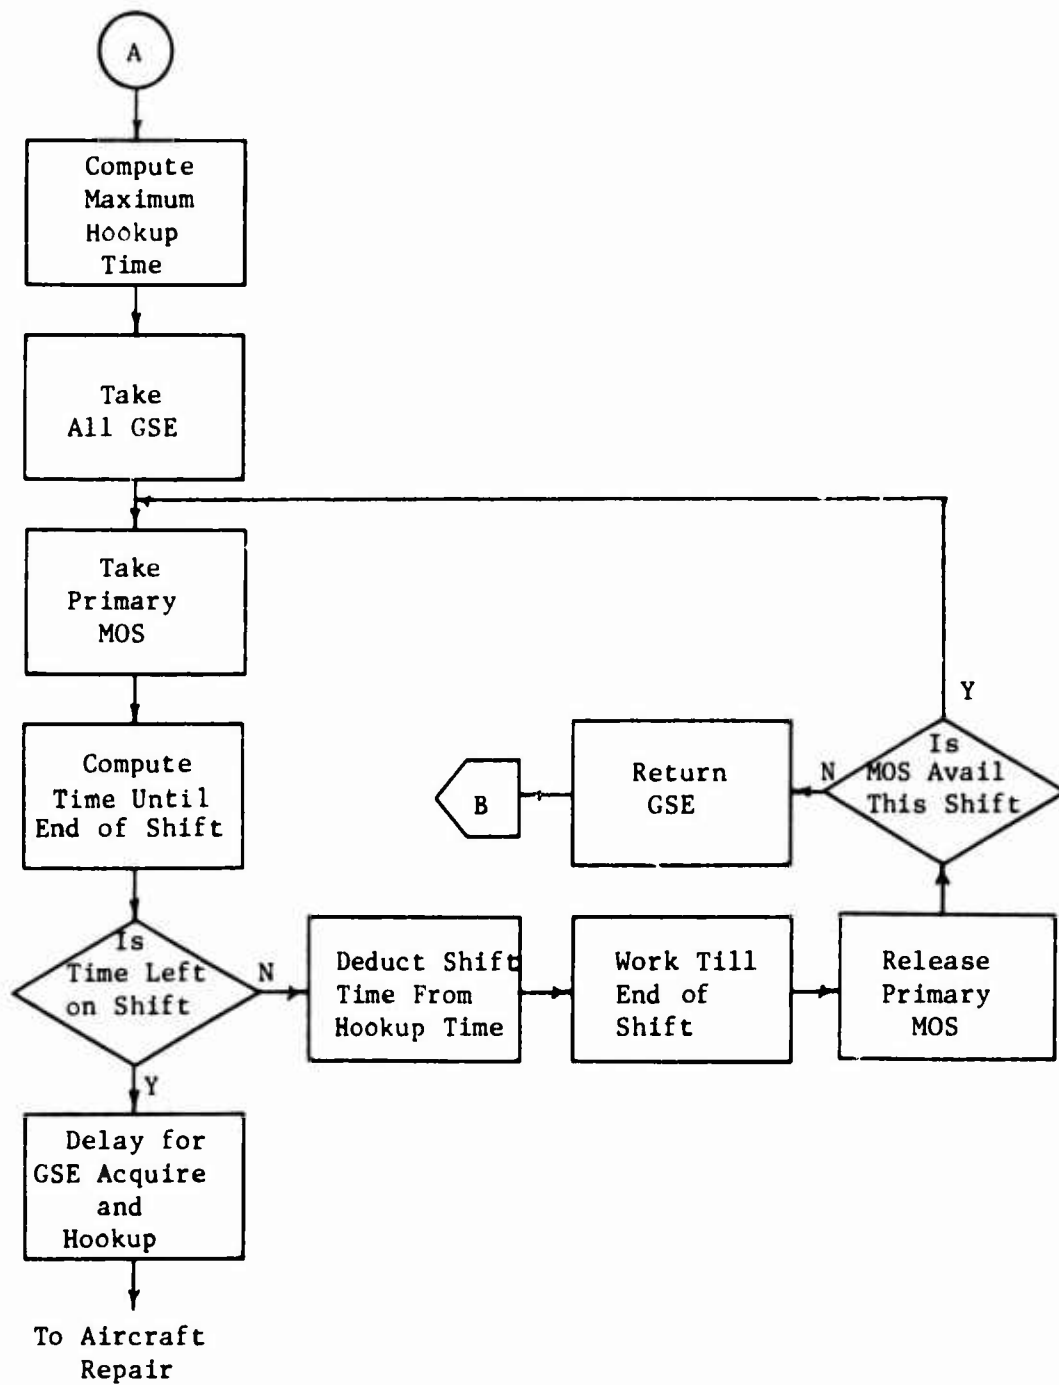 A
Compute
Maximum
Hookup
Time
Take
All GSE
Take
Primary
MOS
Compute
Time Until
End of Shift
Is
Time Left
on Shift
N
Y
Deduct Shift
Time From
Hookup Time
Work Till
End of
Shift
Release
Primary
MOS
Is
MOS Avail
This Shift
Y
N
Return
GSE
B
Delay for
GSE Acquire
and
Hookup
To Aircraft
Repair